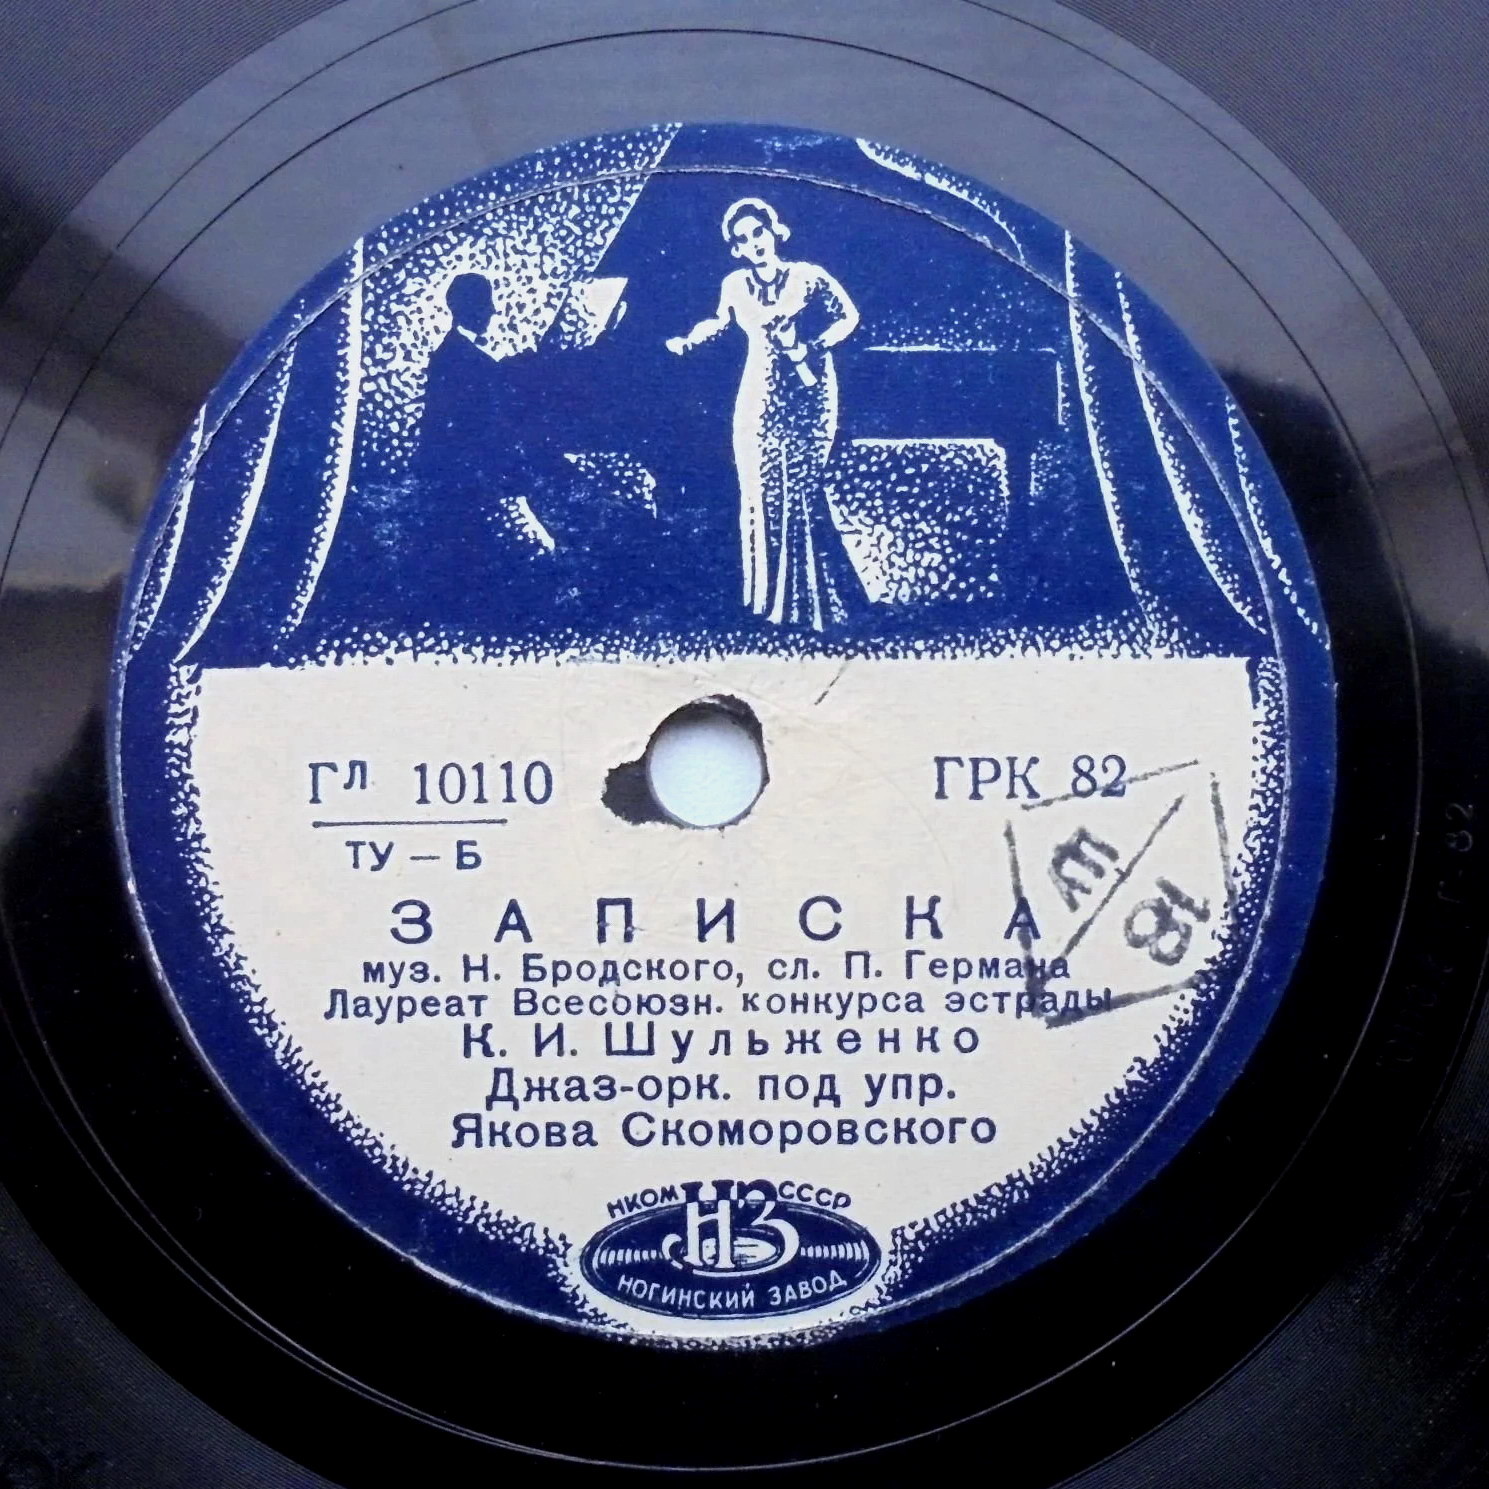 Гл 10110 ГРК 82
ТУ — Б
ЗАПИСКА
муз. Н. Бродского, сл. П. Германа
Лауреат Всесоюзн. конкурса эстрады
К. И. Шульженко
Джаз-орк. под упр.
Якова Скоморовского
НКОМ НЗ СССР
НОГИНСКИЙ ЗАВОД